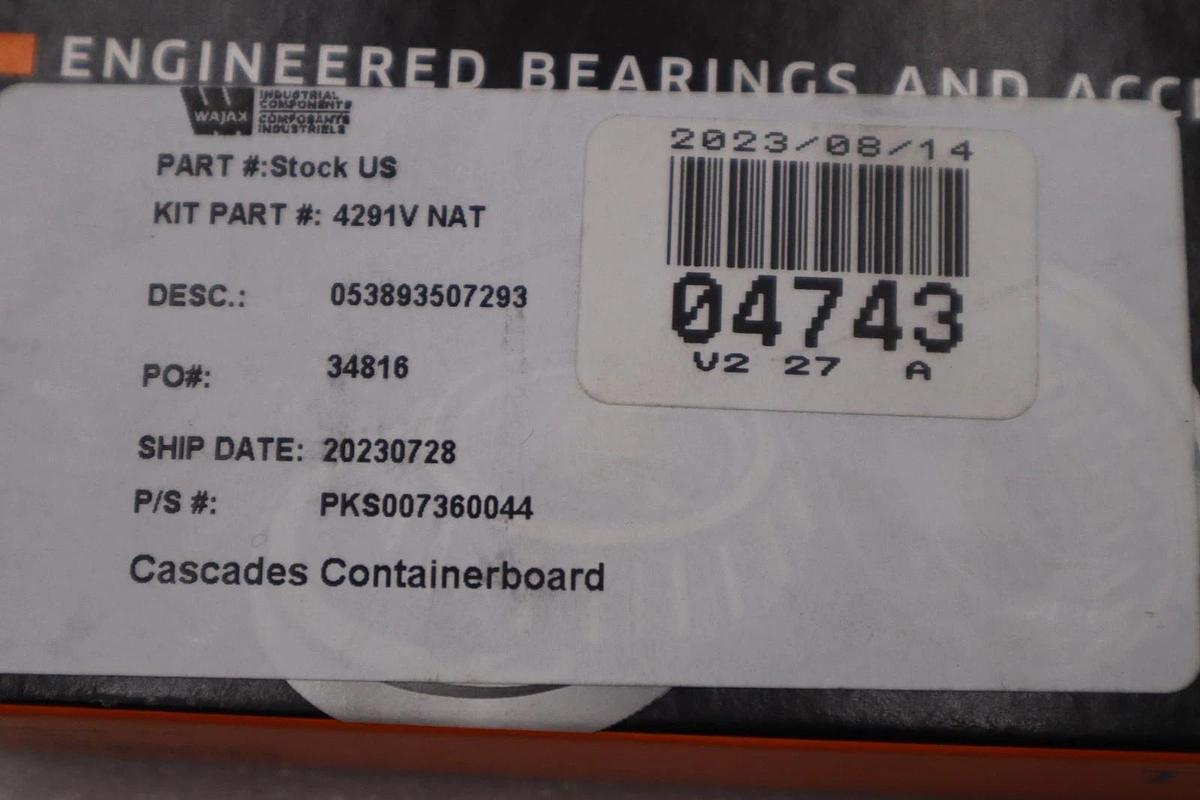 ENGINEERED BEARINGS AND
WAJAX
INDUSTRIAL
COMPONENTS
COMPOSANTS
INDUSTRIELS
PART #:Stock US
KIT PART #: 4291V NAT
DESC.: 053893507293
PO#: 34816
SHIP DATE: 20230728
P/S #: PKS007360044
Cascades Containerboard
2023/08/14
04743
V2 27 A